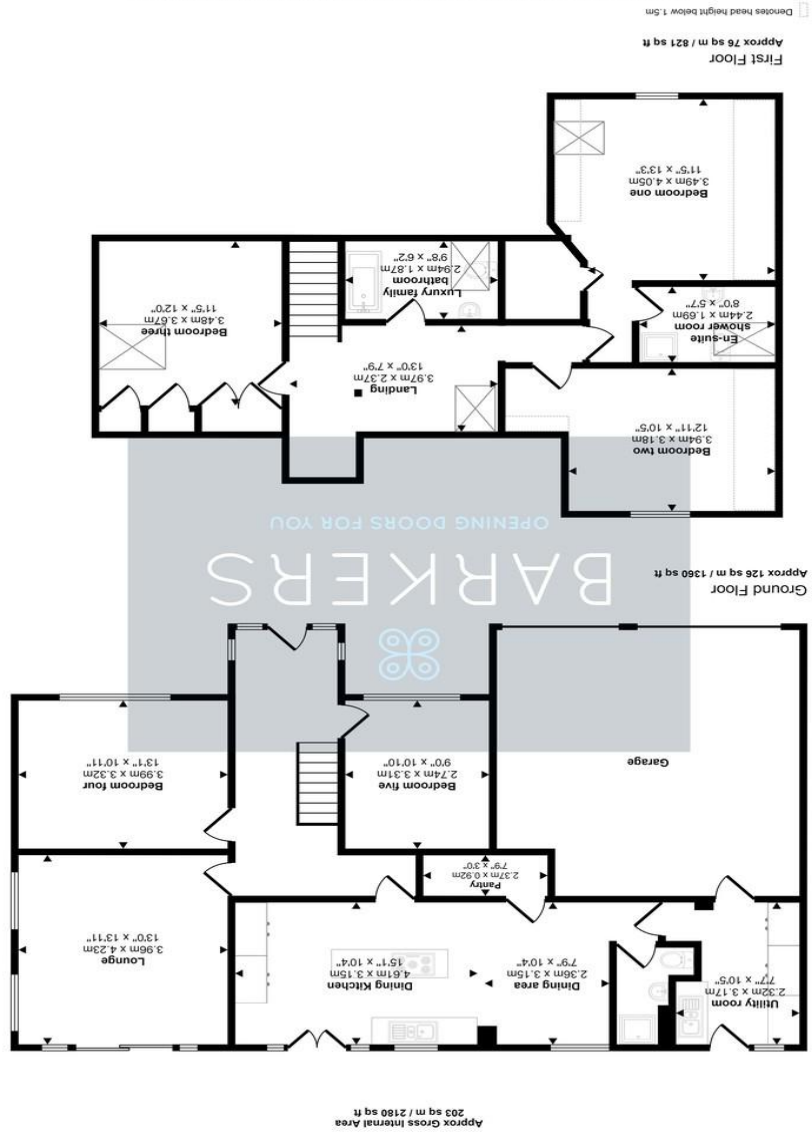 Approx Gross Internal Area
203 sq m / 2180 sq ft
Utility room
2.32m x 3.17m
7'7" x 10'5"
Dining area
2.36m x 3.15m
7'9" x 10'4"
Dining Kitchen
4.61m x 3.15m
15'1" x 10'4"
Lounge
3.96m x 4.23m
13'0" x 13'11"
Pantry
2.37m x 0.92m
7'9" x 3'0"
Garage
Bedroom five
2.74m x 3.31m
9'0" x 10'10"
Bedroom four
3.99m x 3.32m
13'1" x 10'11"
Ground Floor
Approx 126 sq m / 1360 sq ft
BARKERS
OPENING DOORS FOR YOU
Bedroom two
3.94m x 3.18m
12'11" x 10'5"
Landing
3.97m x 2.37m
13'0" x 7'9"
Bedroom three
3.48m x 3.67m
11'5" x 12'0"
En-suite
shower room
2.44m x 1.69m
8'0" x 5'7"
Luxury family
bathroom
2.94m x 1.87m
9'8" x 6'2"
Bedroom one
3.49m x 4.05m
11'5" x 13'3"
First Floor
Approx 76 sq m / 821 sq ft
Denotes head height below 1.5m